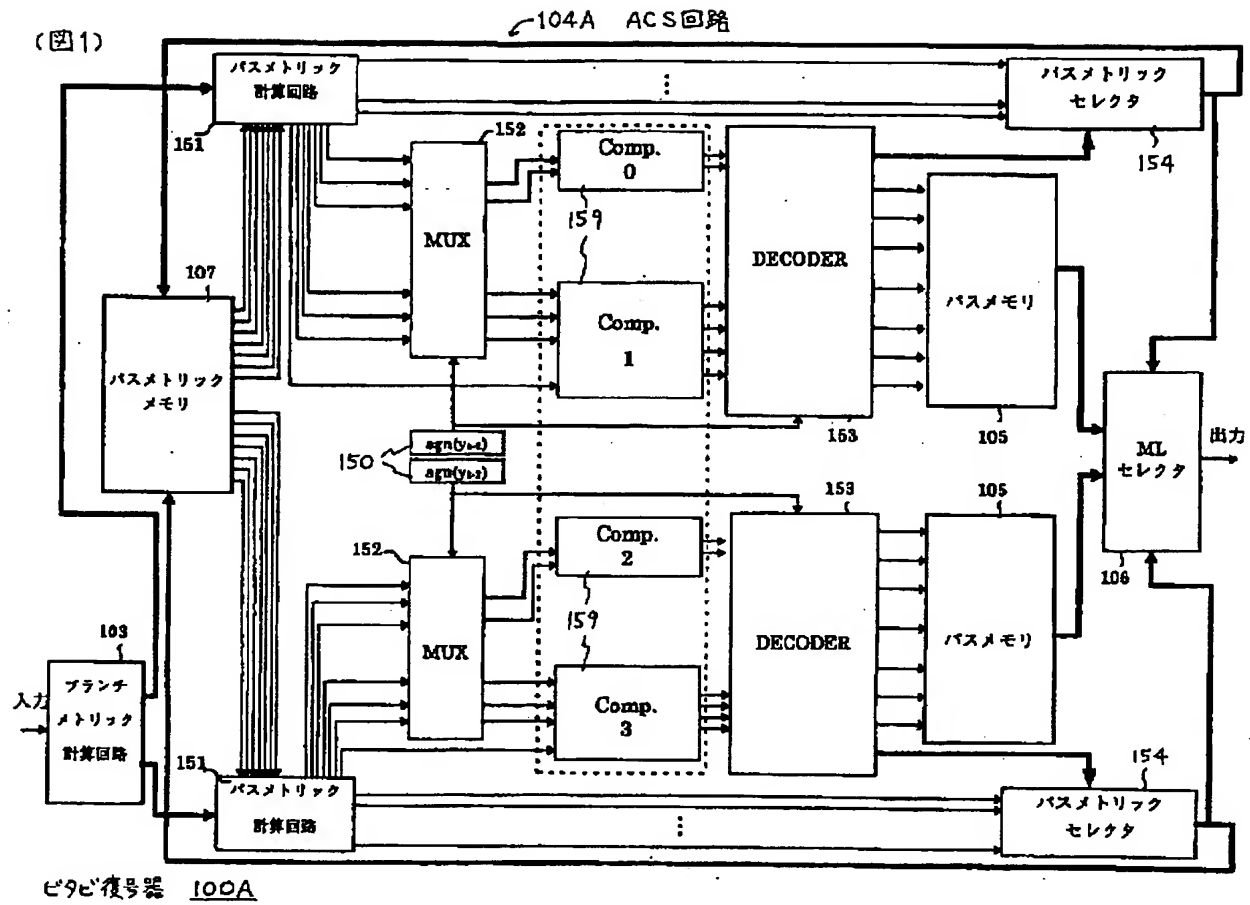 (図1)
104A ACS回路
パスメトリック
計算回路
151
パスメトリック
セレクタ
154
152
MUX
Comp.
0
159
Comp.
1
DECODER
153
パスメモリ
105
107
パスメトリック
メモリ
150
MLセレクタ
106
出力
152
MUX
Comp.
2
159
Comp.
3
153
DECODER
105
パスメモリ
103
入力
ブランチ
メトリック
計算回路
151
パスメトリック
計算回路
154
パスメトリック
セレクタ
ビタビ復号器 100A